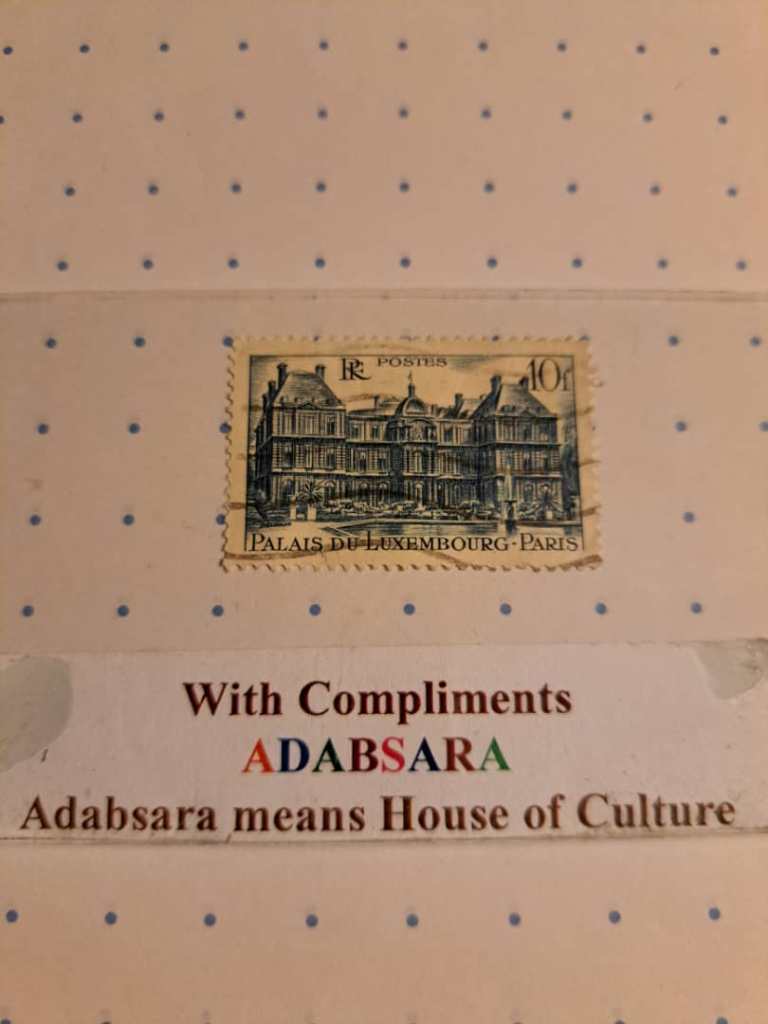 RF POSTES 10f
PALAIS DU LUXEMBOURG-PARIS
With Compliments
ADABSARA
Adabsara means House of Culture